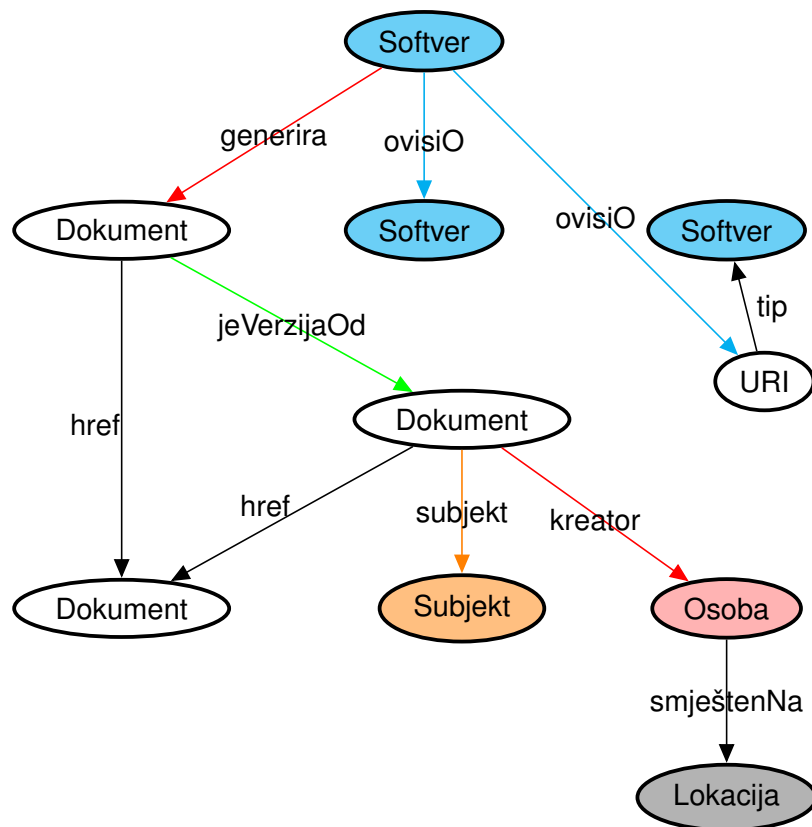 Softver
generira
ovisiO
Dokument
Softver
ovisiO
Softver
tip
jeVerzijaOd
URI
href
Dokument
href
subjekt
kreator
Dokument
Subjekt
Osoba
smještenNa
Lokacija